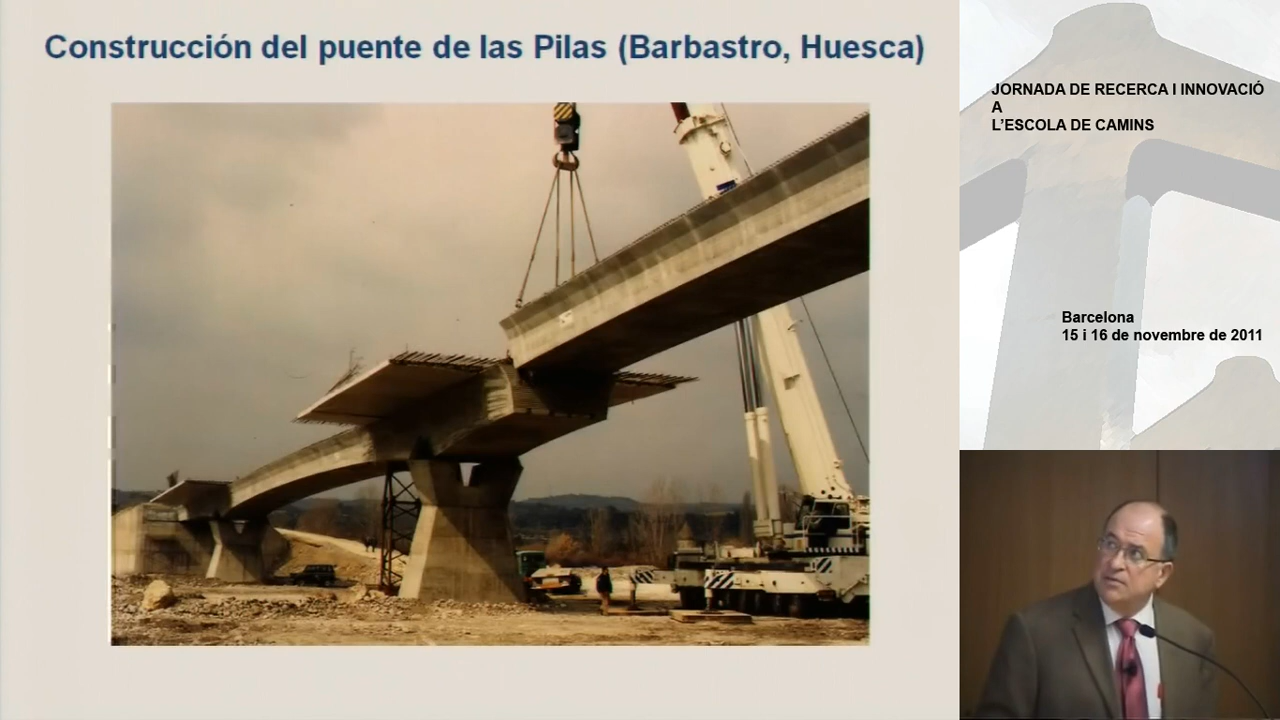 Construcción del puente de las Pilas (Barbastro, Huesca)
JORNADA DE RECERCA I INNOVACIÓ
A
L'ESCOLA DE CAMINS
Barcelona
15 i 16 de novembre de 2011